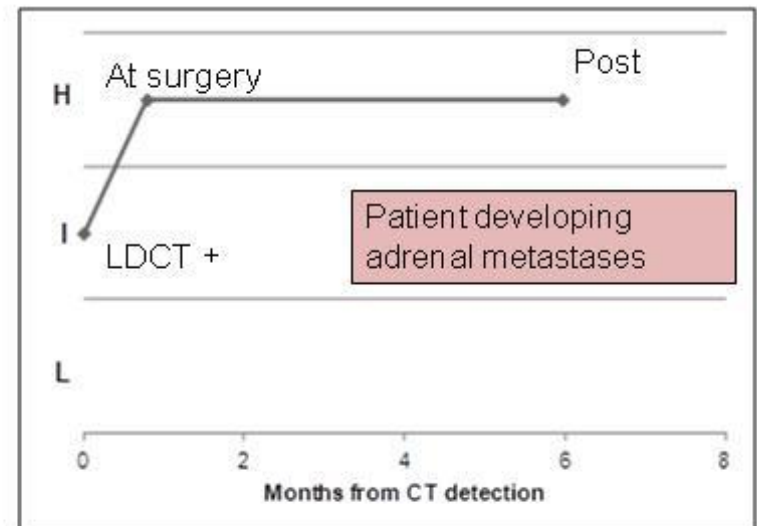 H
At surgery
Post
I
LDCT +
Patient developing
adrenal metastases
L
0 2 4 6 8
Months from CT detection